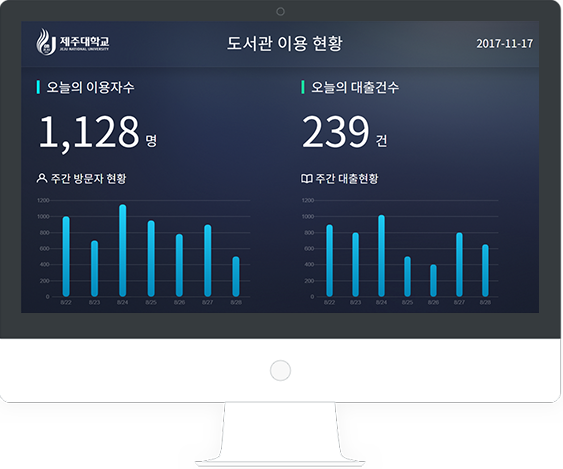 제주대학교
JEJU NATIONAL UNIVERSITY
도서관 이용 현황
2017-11-17
오늘의 이용자수
1,128 명
주간 방문자 현황
1200
1000
800
600
400
200
0
8/22 8/23 8/24 8/25 8/26 8/27 8/28
오늘의 대출건수
239 건
주간 대출현황
1200
1000
800
600
400
200
0
8/22 8/23 8/24 8/25 8/26 8/27 8/28